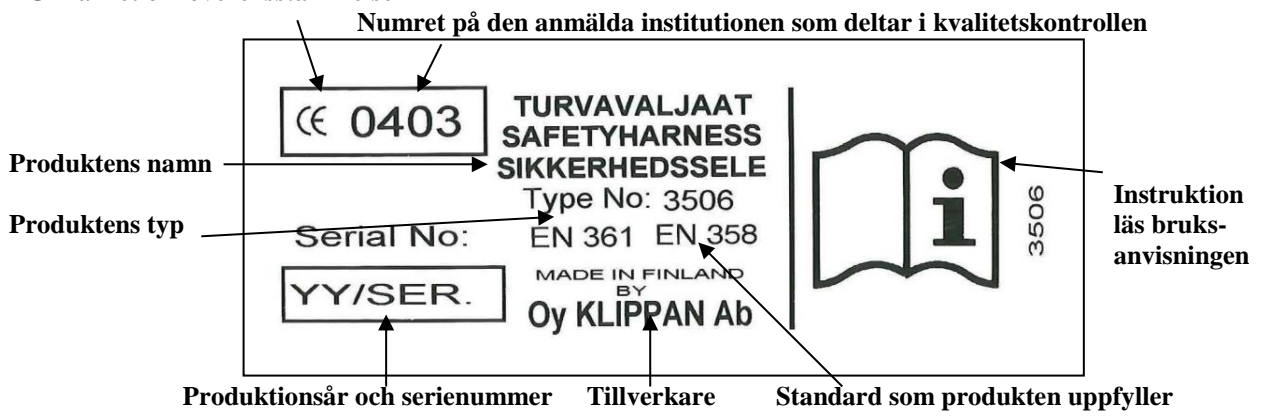 Numret på den anmälda institutionen som deltar i kvalitetskontrollen
CE 0403
TURVAVALJAAT
SAFETYHARNESS
SIKKERHEDSSELE
Type No: 3506
Serial No:
EN 361 EN 358
YY/SER.
MADE IN FINLAND
BY
Oy KLIPPAN Ab
3506
Produktens namn
Produktens typ
Instruktion
läs bruks-
anvisningen
Produktionsår och serienummer
Tillverkare
Standard som produkten uppfyller